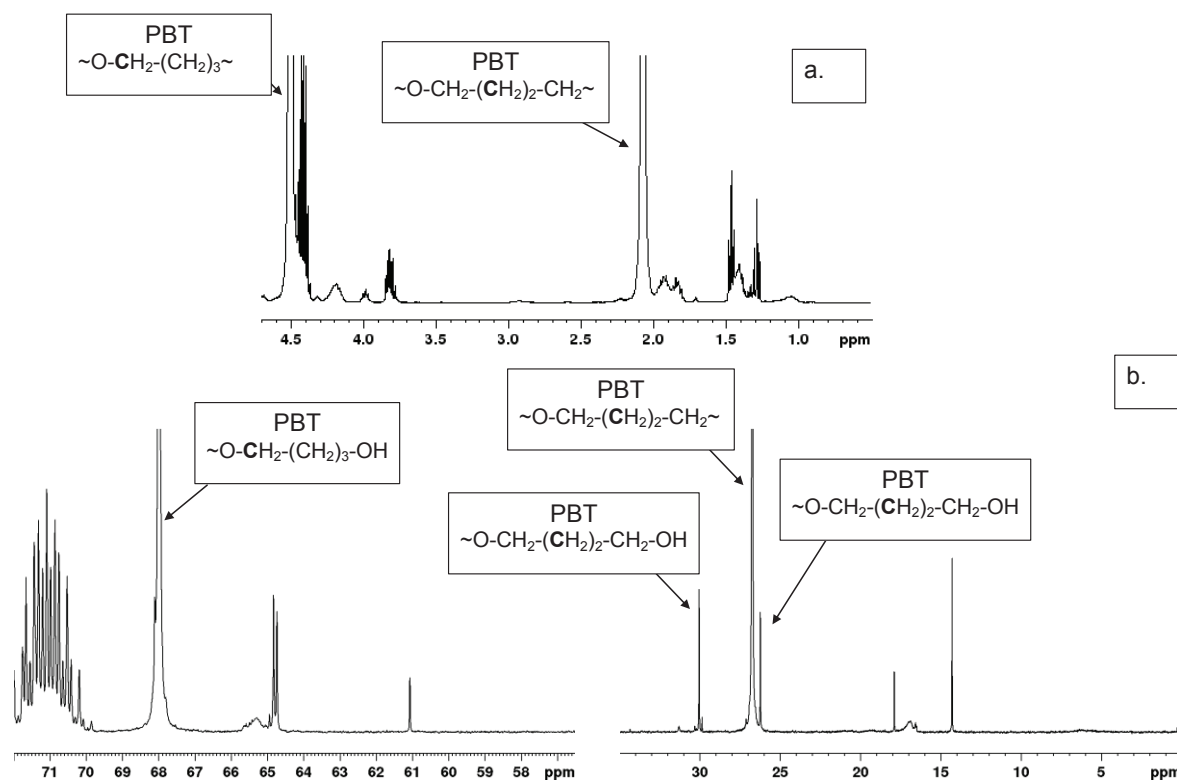 PBT
~O-CH₂-(CH₂)₃~
PBT
~O-CH₂-(CH₂)₂-CH₂~
a.
4.5 4.0 3.5 3.0 2.5 2.0 1.5 1.0 ppm
b.
PBT
~O-CH₂-(CH₂)₂-CH₂~
PBT
~O-CH₂-(CH₂)₃-OH
PBT
~O-CH₂-(CH₂)₂-CH₂-OH
PBT
~O-CH₂-(CH₂)₂-CH₂-OH
71 70 69 68 67 66 65 64 63 62 61 60 59 58 57 ppm
30 25 20 15 10 5 ppm